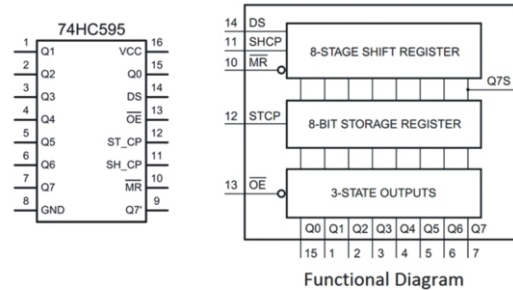 74HC595
1 Q1 VCC 16
2 Q2 Q0 15
3 Q3 DS 14
4 Q4 OE 13
5 Q5 ST_CP 12
6 Q6 SH_CP 11
7 Q7 MR 10
8 GND Q7' 9
14 DS
11 SHCP
10 MR
8-STAGE SHIFT REGISTER
Q7S
12 STCP
8-BIT STORAGE REGISTER
13 OE
3-STATE OUTPUTS
Q0 Q1 Q2 Q3 Q4 Q5 Q6 Q7
15 1 2 3 4 5 6 7
Functional Diagram